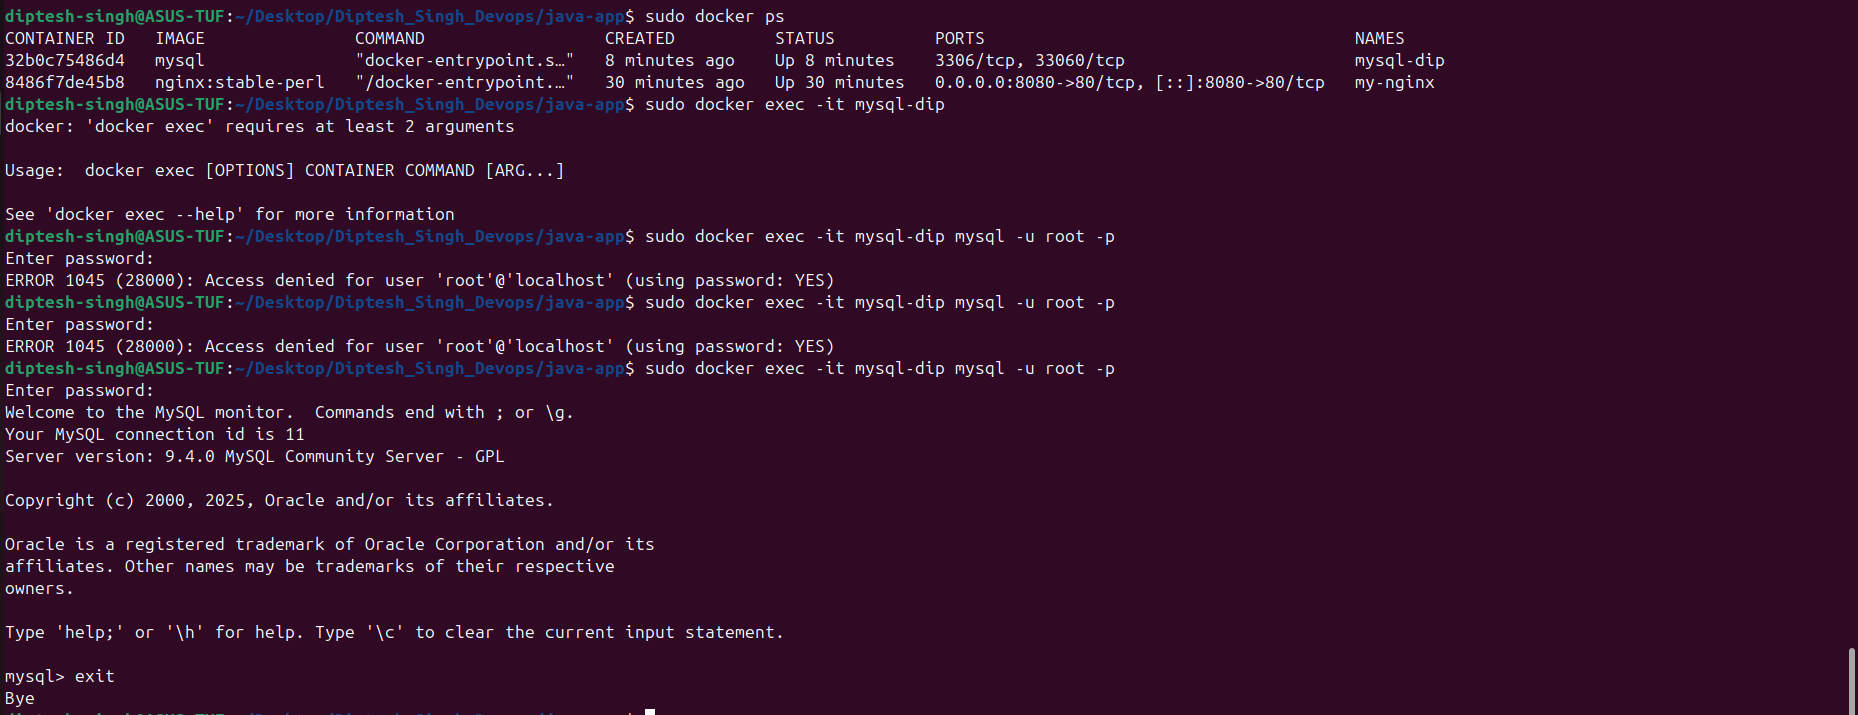 diptesh-singh@ASUS-TUF:~/Desktop/Diptesh_Singh_Devops/java-app$ sudo docker ps
CONTAINER ID   IMAGE               COMMAND                  CREATED          STATUS          PORTS                                     NAMES
32b0c75486d4   mysql               "docker-entrypoint.s…"   8 minutes ago    Up 8 minutes    3306/tcp, 33060/tcp                       mysql-dip
8486f7de45b8   nginx:stable-perl   "/docker-entrypoint.…"   30 minutes ago   Up 30 minutes   0.0.0.0:8080->80/tcp, [::]:8080->80/tcp   my-nginx
diptesh-singh@ASUS-TUF:~/Desktop/Diptesh_Singh_Devops/java-app$ sudo docker exec -it mysql-dip
docker: 'docker exec' requires at least 2 arguments
Usage:  docker exec [OPTIONS] CONTAINER COMMAND [ARG...]
See 'docker exec --help' for more information
diptesh-singh@ASUS-TUF:~/Desktop/Diptesh_Singh_Devops/java-app$ sudo docker exec -it mysql-dip mysql -u root -p
Enter password:
ERROR 1045 (28000): Access denied for user 'root'@'localhost' (using password: YES)
diptesh-singh@ASUS-TUF:~/Desktop/Diptesh_Singh_Devops/java-app$ sudo docker exec -it mysql-dip mysql -u root -p
Enter password:
ERROR 1045 (28000): Access denied for user 'root'@'localhost' (using password: YES)
diptesh-singh@ASUS-TUF:~/Desktop/Diptesh_Singh_Devops/java-app$ sudo docker exec -it mysql-dip mysql -u root -p
Enter password:
Welcome to the MySQL monitor.  Commands end with ; or \g.
Your MySQL connection id is 11
Server version: 9.4.0 MySQL Community Server - GPL
Copyright (c) 2000, 2025, Oracle and/or its affiliates.
Oracle is a registered trademark of Oracle Corporation and/or its
affiliates. Other names may be trademarks of their respective
owners.
Type 'help;' or '\h' for help. Type '\c' to clear the current input statement.
mysql> exit
Bye